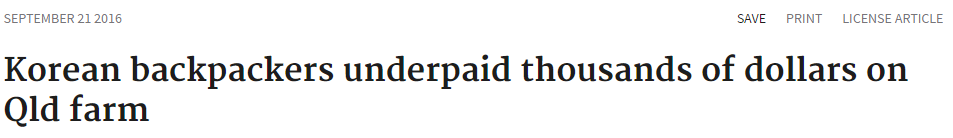 SEPTEMBER 21 2016 SAVE PRINT LICENSE ARTICLE
Korean backpackers underpaid thousands of dollars on
Qld farm